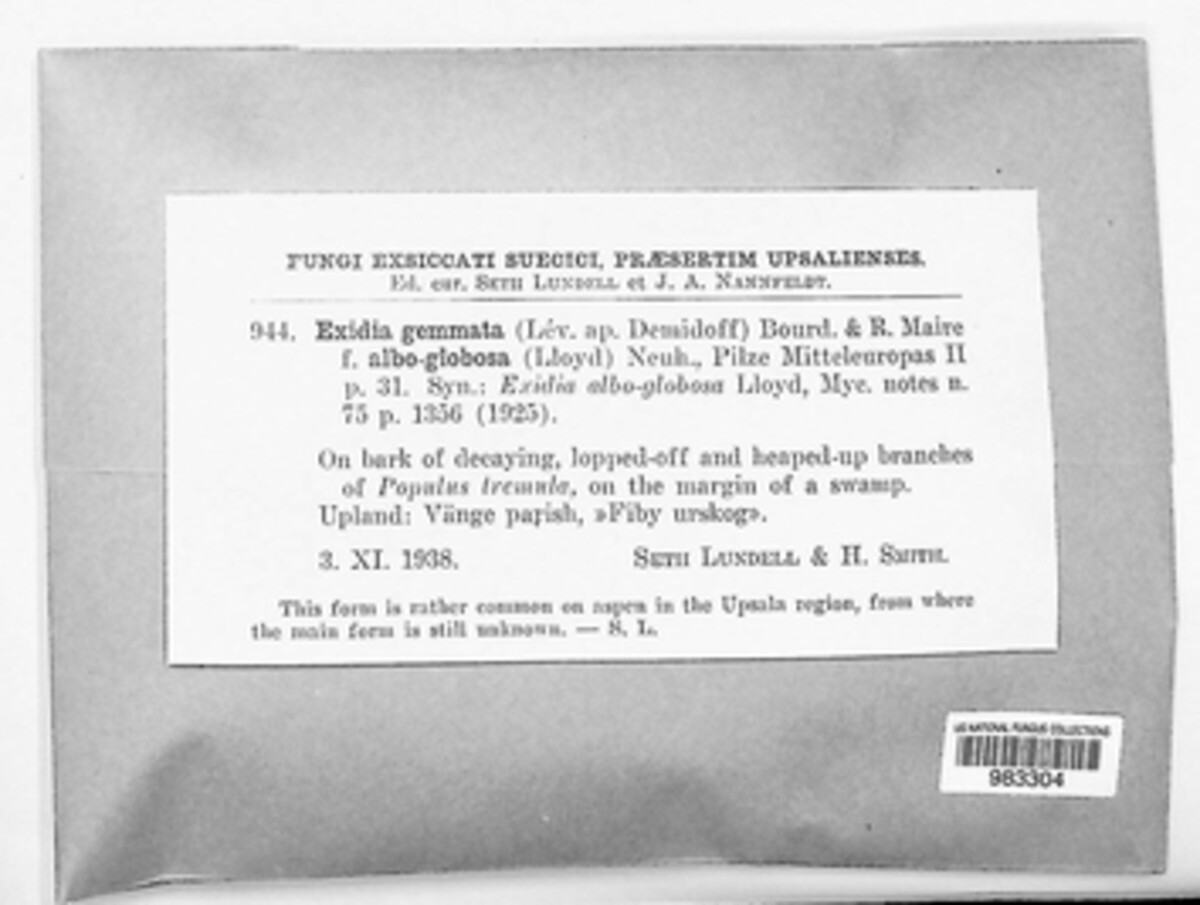 FUNGI EXSICCATI SUECICI, PRÆSERTIM UPSALIENSES.
Ed. cur. SETH LUNDELL et J. A. NANNFELDT.
944. Exidia gemmata (Lév. ap. Demidoff) Bourd. & R. Maire
f. albo-globosa (Lloyd) Neuh., Pilze Mitteleuropas II
p. 31. Syn.: Exidia albo-globosa Lloyd, Myc. notes n.
75 p. 1356 (1925).
On bark of decaying, lopped-off and heaped-up branches
of Populus tremula, on the margin of a swamp.
Upland: Vänge parish, »Fiby urskog».
3. XI. 1938. SETH LUNDELL & H. SMITH.
This form is rather common on aspen in the Upsala region, from where
the main form is still unknown. — S. L.
US NATIONAL FUNGUS COLLECTIONS
983304